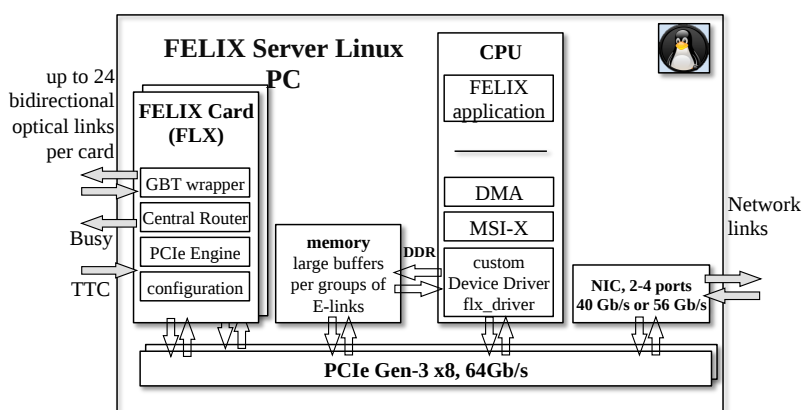 FELIX Server Linux
PC
up to 24
bidirectional
optical links
per card
Busy
TTC
FELIX Card
(FLX)
GBT wrapper
Central Router
PCIe Engine
configuration
memory
large buffers
per groups of
E-links
DDR
CPU
FELIX
application
DMA
MSI-X
custom
Device Driver
flx_driver
NIC, 2-4 ports
40 Gb/s or 56 Gb/s
Network
links
PCIe Gen-3 x8, 64Gb/s